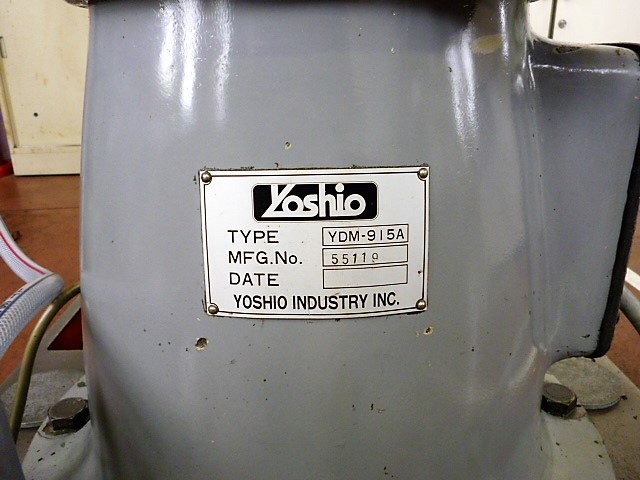 Yoshio
TYPE YDM-915A
MFG.No. 55119
DATE
YOSHIO INDUSTRY INC.